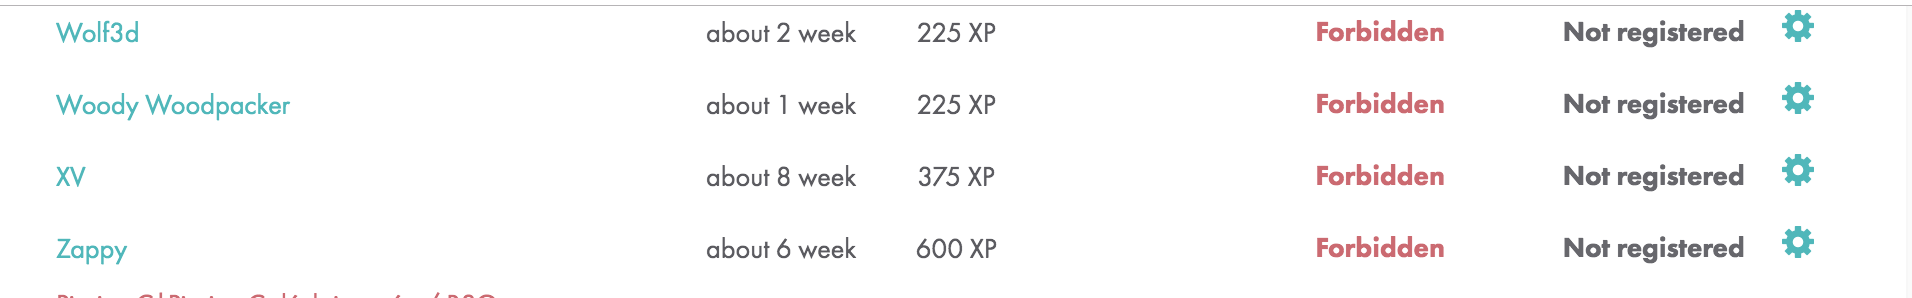 Wolf3d about 2 week 225 XP Forbidden Not registered
Woody Woodpacker about 1 week 225 XP Forbidden Not registered
XV about 8 week 375 XP Forbidden Not registered
Zappy about 6 week 600 XP Forbidden Not registered